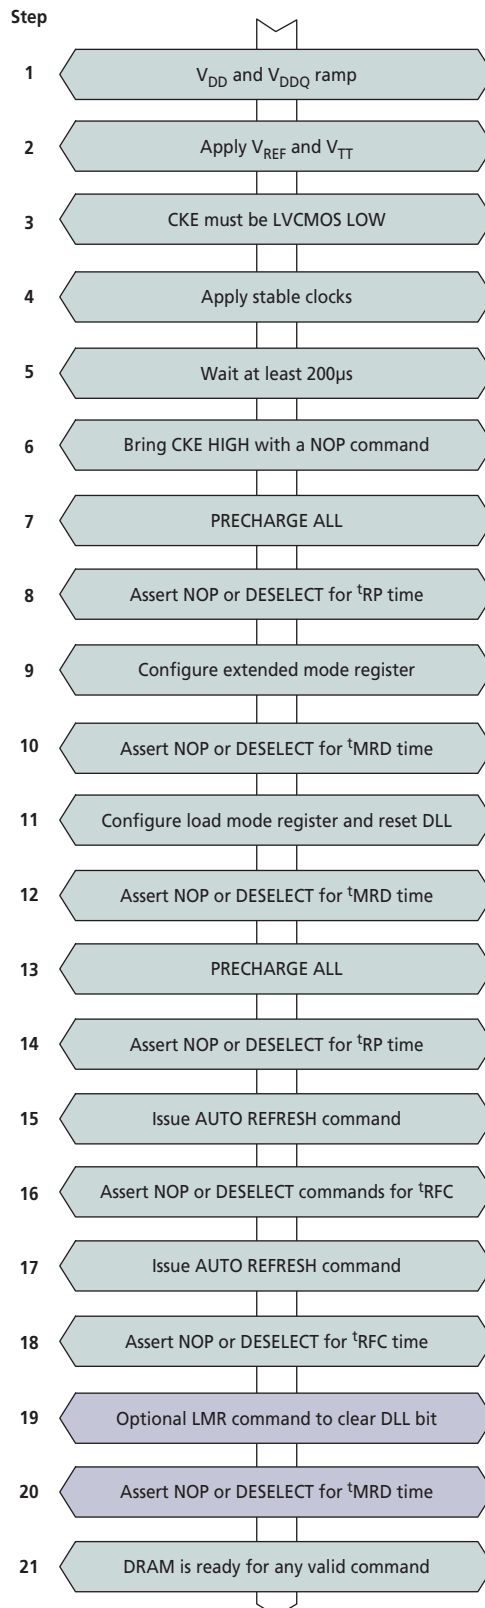 Step
1 V_DD and V_DDQ ramp
2 Apply V_REF and V_TT
3 CKE must be LVCMOS LOW
4 Apply stable clocks
5 Wait at least 200µs
6 Bring CKE HIGH with a NOP command
7 PRECHARGE ALL
8 Assert NOP or DESELECT for ᵗRP time
9 Configure extended mode register
10 Assert NOP or DESELECT for ᵗMRD time
11 Configure load mode register and reset DLL
12 Assert NOP or DESELECT for ᵗMRD time
13 PRECHARGE ALL
14 Assert NOP or DESELECT for ᵗRP time
15 Issue AUTO REFRESH command
16 Assert NOP or DESELECT commands for ᵗRFC
17 Issue AUTO REFRESH command
18 Assert NOP or DESELECT for ᵗRFC time
19 Optional LMR command to clear DLL bit
20 Assert NOP or DESELECT for ᵗMRD time
21 DRAM is ready for any valid command